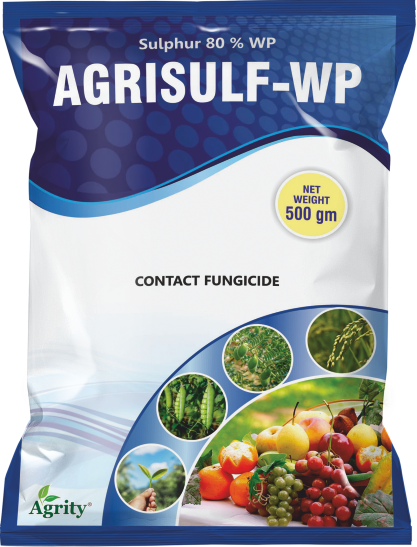 Sulphur 80 % WP
AGRISULF-WP
NET
WEIGHT
500 gm
CONTACT FUNGICIDE
Agrity®